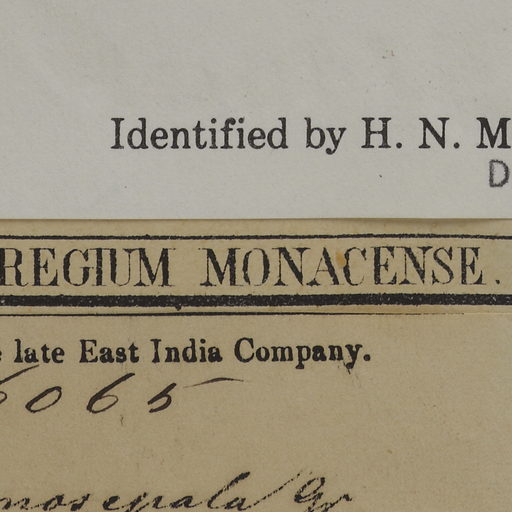 Identified by H. N. M
D
REGIUM MONACENSE.
late East India Company.
6065